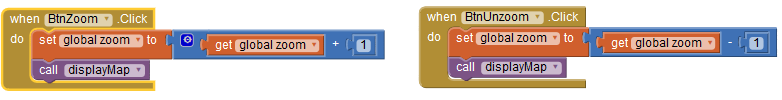 when BtnZoom .Click
do set global zoom to get global zoom + 1
call displayMap
when BtnUnzoom .Click
do set global zoom to get global zoom - 1
call displayMap